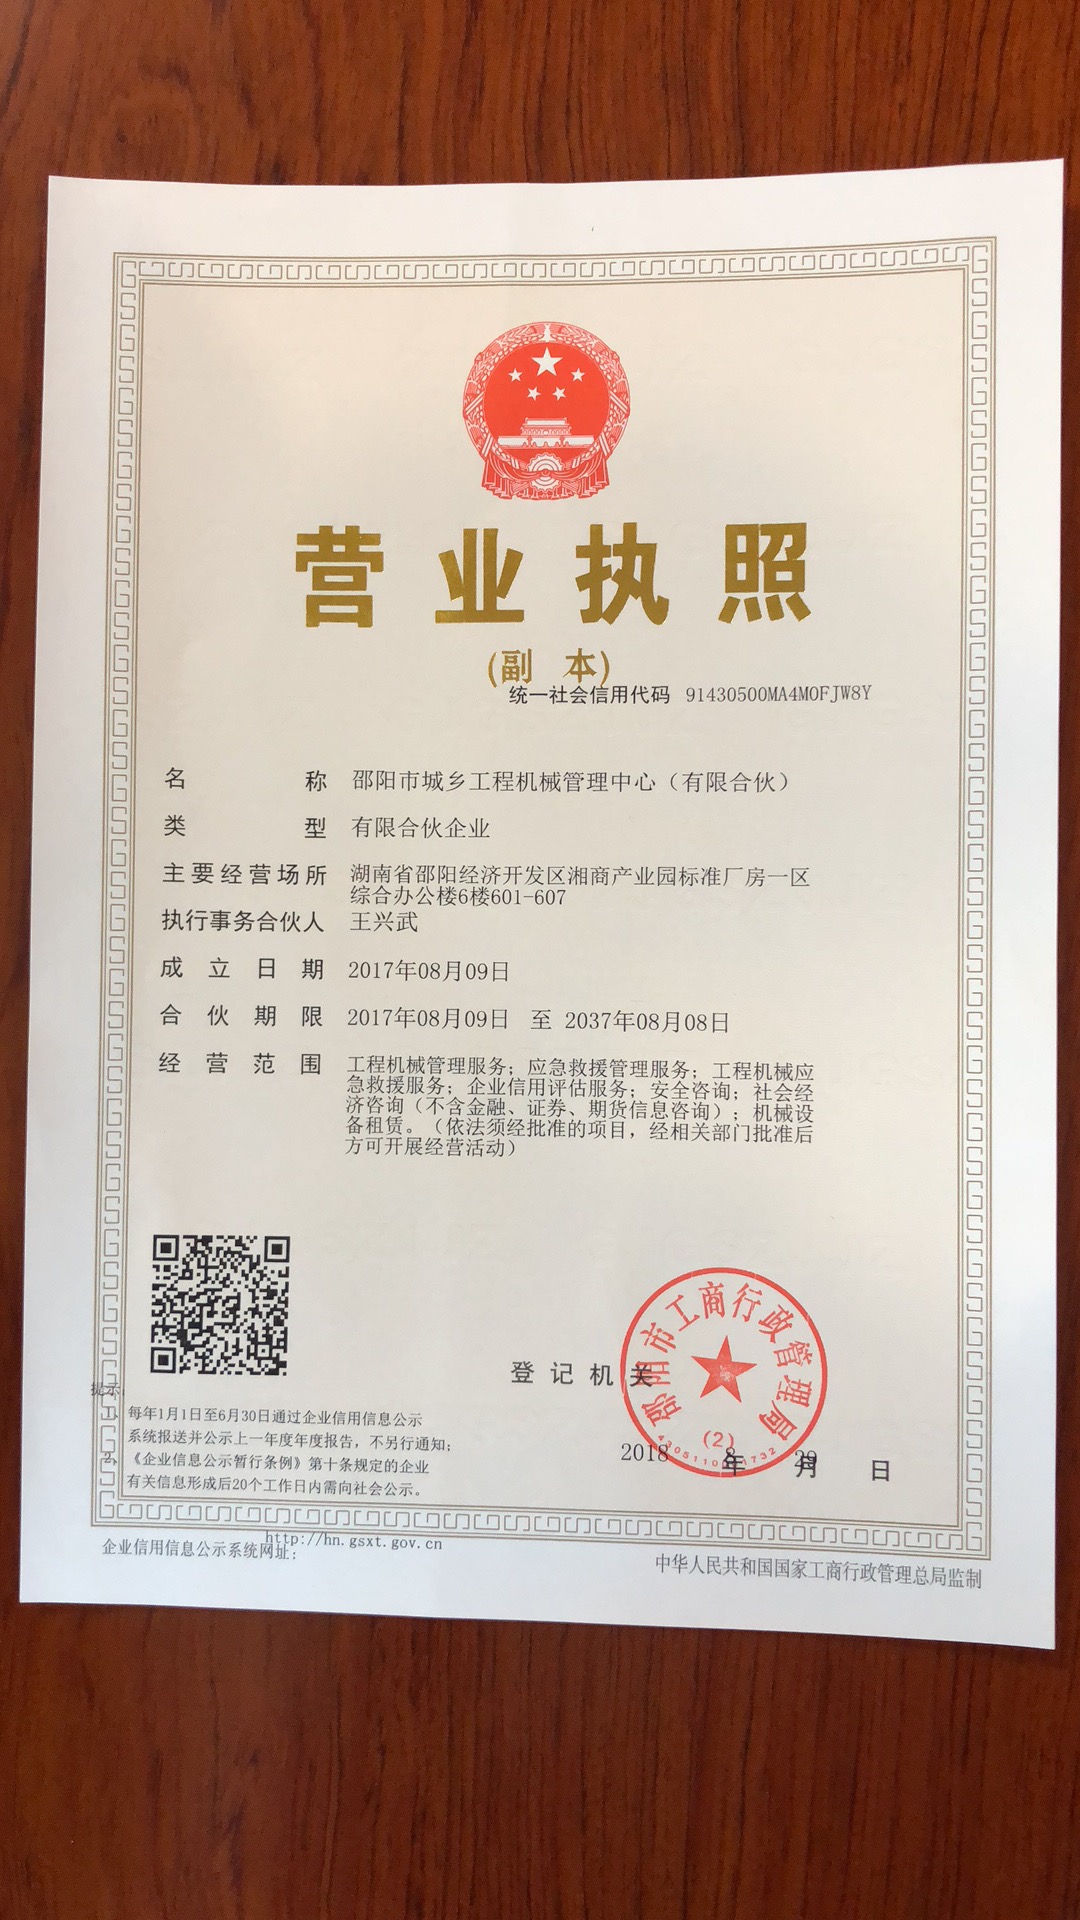 营业执照
(副 本)
统一社会信用代码 91430500MA4M0FJW8Y
名称 邵阳市城乡工程机械管理中心（有限合伙）
类型 有限合伙企业
主要经营场所 湖南省邵阳经济开发区湘商产业园标准厂房一区
综合办公楼6楼601-607
执行事务合伙人 王兴武
成立日期 2017年08月09日
合伙期限 2017年08月09日 至 2037年08月08日
经营范围 工程机械管理服务；应急救援管理服务；工程机械应
急救援服务；企业信用评估服务；安全咨询；社会经
济咨询（不含金融、证券、期货信息咨询）；机械设
备租赁。（依法须经批准的项目，经相关部门批准后
方可开展经营活动）
邵阳市工商行政管理局
(2)
登记机关
2018 年 8 月 29 日
提示：
1、每年1月1日至6月30日通过企业信用信息公示
系统报送并公示上一年度年度报告，不另行通知；
2、《企业信息公示暂行条例》第十条规定的企业
有关信息形成后20个工作日内需向社会公示。
企业信用信息公示系统网址：http://hn.gsxt.gov.cn
中华人民共和国国家工商行政管理总局监制